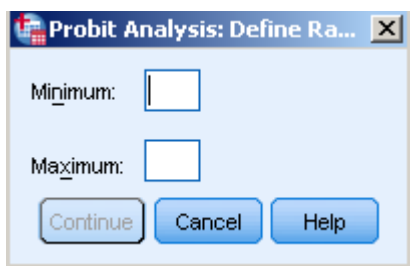 Probit Analysis: Define Ra...
Minimum:
Maximum:
Continue Cancel Help